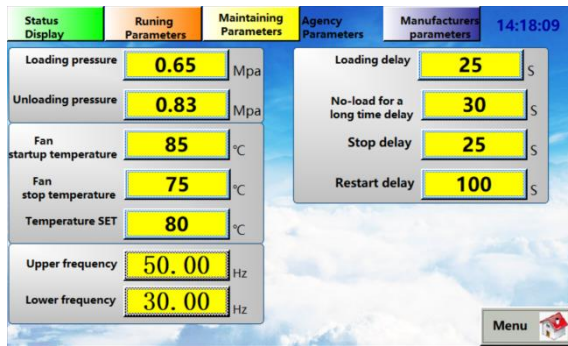 Status
Display
Runing
Parameters
Maintaining
Parameters
Agency
Parameters
Manufacturers
parameters
14:18:09
Loading pressure 0.65 Mpa
Unloading pressure 0.83 Mpa
Fan
startup temperature 85 ℃
Fan
stop temperature 75 ℃
Temperature SET 80 ℃
Upper frequency 50.00 Hz
Lower frequency 30.00 Hz
Loading delay 25 S
No-load for a
long time delay 30 S
Stop delay 25 S
Restart delay 100 S
Menu